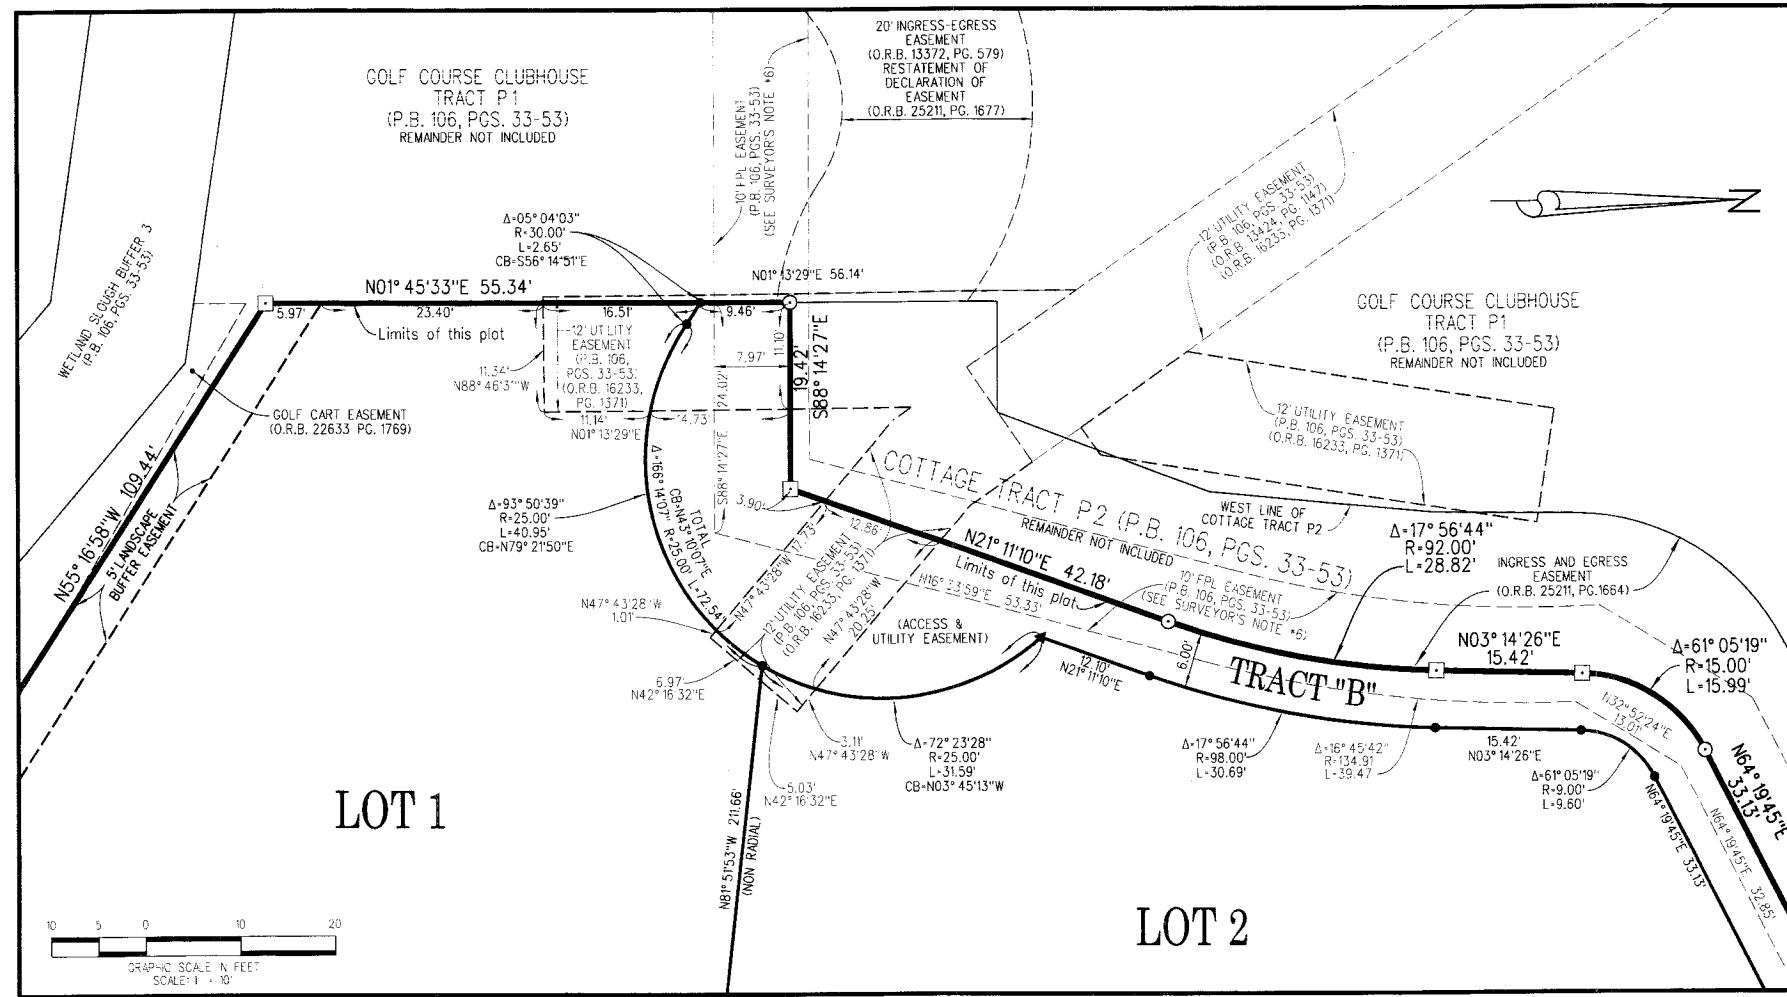 20' INGRESS-EGRESS
EASEMENT
(O.R.B. 13372, PG. 579)
RESTATEMENT OF
DECLARATION OF
EASEMENT
(O.R.B. 25211, PG. 1677)
GOLF COURSE CLUBHOUSE
TRACT P1
(P.B. 106, PGS. 33-53)
REMAINDER NOT INCLUDED
10' FPL EASEMENT
(P.B. 106, PGS. 33-53)
(SEE SURVEYOR'S NOTE *6)
12' UTILITY EASEMENT
(P.B. 106, PGS. 33-53)
(O.R.B. 13424, PG. 1147)
(O.R.B. 16233, PG. 1371)
N
WETLAND SLOUGH BUFFER 3
(P.B. 106, PGS. 33-53)
Δ=05°04'03"
R=30.00'
L=2.65'
CB=S56°14'51"E
N01°45'33"E 55.34'
N01°13'29"E 56.14'
5.97'
23.40'
16.51'
9.46'
Limits of this plat
GOLF COURSE CLUBHOUSE
TRACT P1
(P.B. 106, PGS. 33-53)
REMAINDER NOT INCLUDED
12' UTILITY
EASEMENT
(P.B. 106,
PGS. 33-53)
(O.R.B. 16233,
PG. 1371)
11.34'
N88°46'31"W
7.97'
11.10'
19.42'
S88°14'27"E
S88°14'27"E 24.02'
11.14'
N01°13'29"E
4.73'
GOLF CART EASEMENT
(O.R.B. 22633 PG. 1769)
12' UTILITY EASEMENT
(P.B. 106, PGS. 33-53)
(O.R.B. 16233, PG. 1371)
N55°16'58"W 109.44'
5' LANDSCAPE
BUFFER EASEMENT
Δ=93°50'39"
R=25.00'
L=40.95'
CB=N79°21'50"E
TOTAL
Δ=166°14'07" R=25.00' L=72.54'
CB=N43°10'07"E
3.90'
12.86'
COTTAGE TRACT P2 (P.B. 106, PGS. 33-53)
REMAINDER NOT INCLUDED
WEST LINE OF
COTTAGE TRACT P2
Δ=17°56'44"
R=92.00'
L=28.82'
INGRESS AND EGRESS
EASEMENT
(O.R.B. 25211, PG.1664)
N21°11'10"E 42.18'
Limits of this plat
N16°33'59"E 53.33'
10' FPL EASEMENT
(P.B. 106, PGS. 33-53)
(SEE SURVEYOR'S NOTE *6)
N47°43'28"W 17.73'
12' UTILITY EASEMENT
(P.B. 106, PGS. 33-53)
(O.R.B. 16233, PG. 1371)
N47°43'28"W
20.25'
(ACCESS &
UTILITY EASEMENT)
N47°43'28"W
1.01'
6.97'
N42°16'32"E
12.10'
N21°11'10"E
6.00'
TRACT "B"
N03°14'26"E
15.42'
Δ=61°05'19"
R=15.00'
L=15.99'
N32°52'24"E
13.01'
N64°19'45"E
33.13'
3.11'
N47°43'28"W
5.03'
N42°16'32"E
Δ=72°23'28"
R=25.00'
L=31.59'
CB=N03°45'13"W
Δ=17°56'44"
R=98.00'
L=30.69'
Δ=16°45'42"
R=134.91
L=39.47
15.42'
N03°14'26"E
Δ=61°05'19"
R=9.00'
L=9.60'
N64°19'45"E 33.13'
N64°19'45"E 32.85'
LOT 1
N81°51'53"W 211.66'
(NON RADIAL)
LOT 2
10 5 0 10 20
GRAPHIC SCALE IN FEET
SCALE: 1" = 10'